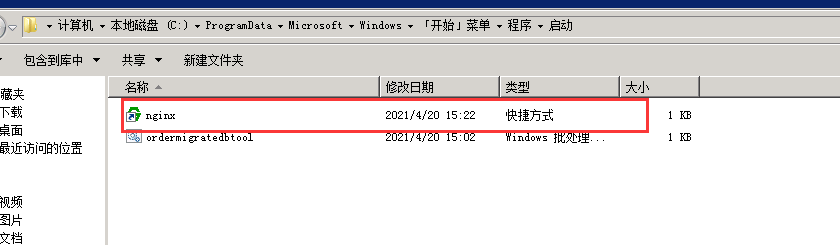 计算机 本地磁盘 (C:) ProgramData Microsoft Windows 「开始」菜单 程序 启动
包含到库中 共享 新建文件夹
名称 修改日期 类型 大小
藏夹
下载
桌面
最近访问的位置
视频
图片
文档
nginx 2021/4/20 15:22 快捷方式 1 KB
ordermigratedbtool 2021/4/20 15:02 Windows 批处理... 1 KB